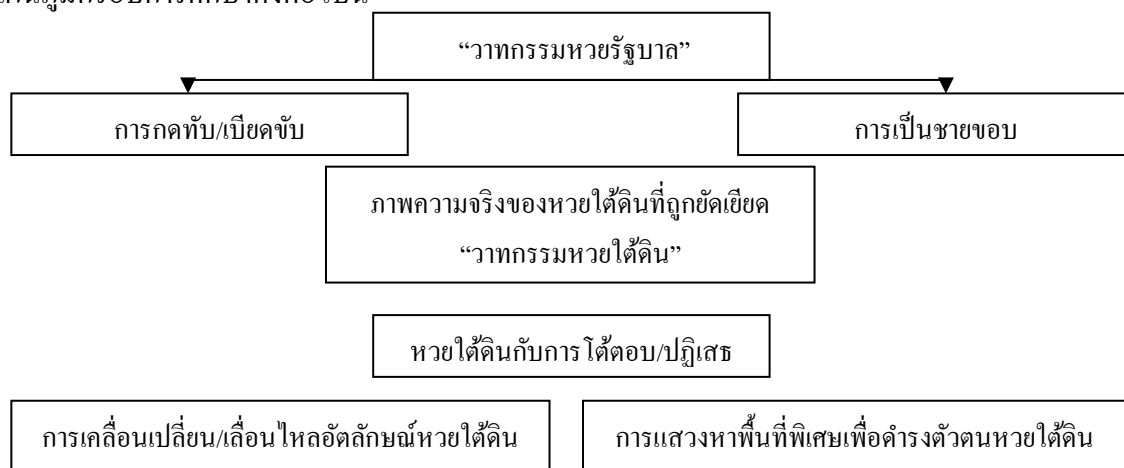 “วาทกรรมหวยรัฐบาล”
การกดทับ/เบียดขับ
การเป็นชายขอบ
ภาพความจริงของหวยใต้ดินที่ถูกยัดเยียด
“วาทกรรมหวยใต้ดิน”
หวยใต้ดินกับการโต้ตอบ/ปฏิเสธ
การเคลื่อนเปลี่ยน/เลื่อนไหลอัตลักษณ์หวยใต้ดิน
การแสวงหาพื้นที่พิเศษเพื่อดำรงตัวตนหวยใต้ดิน